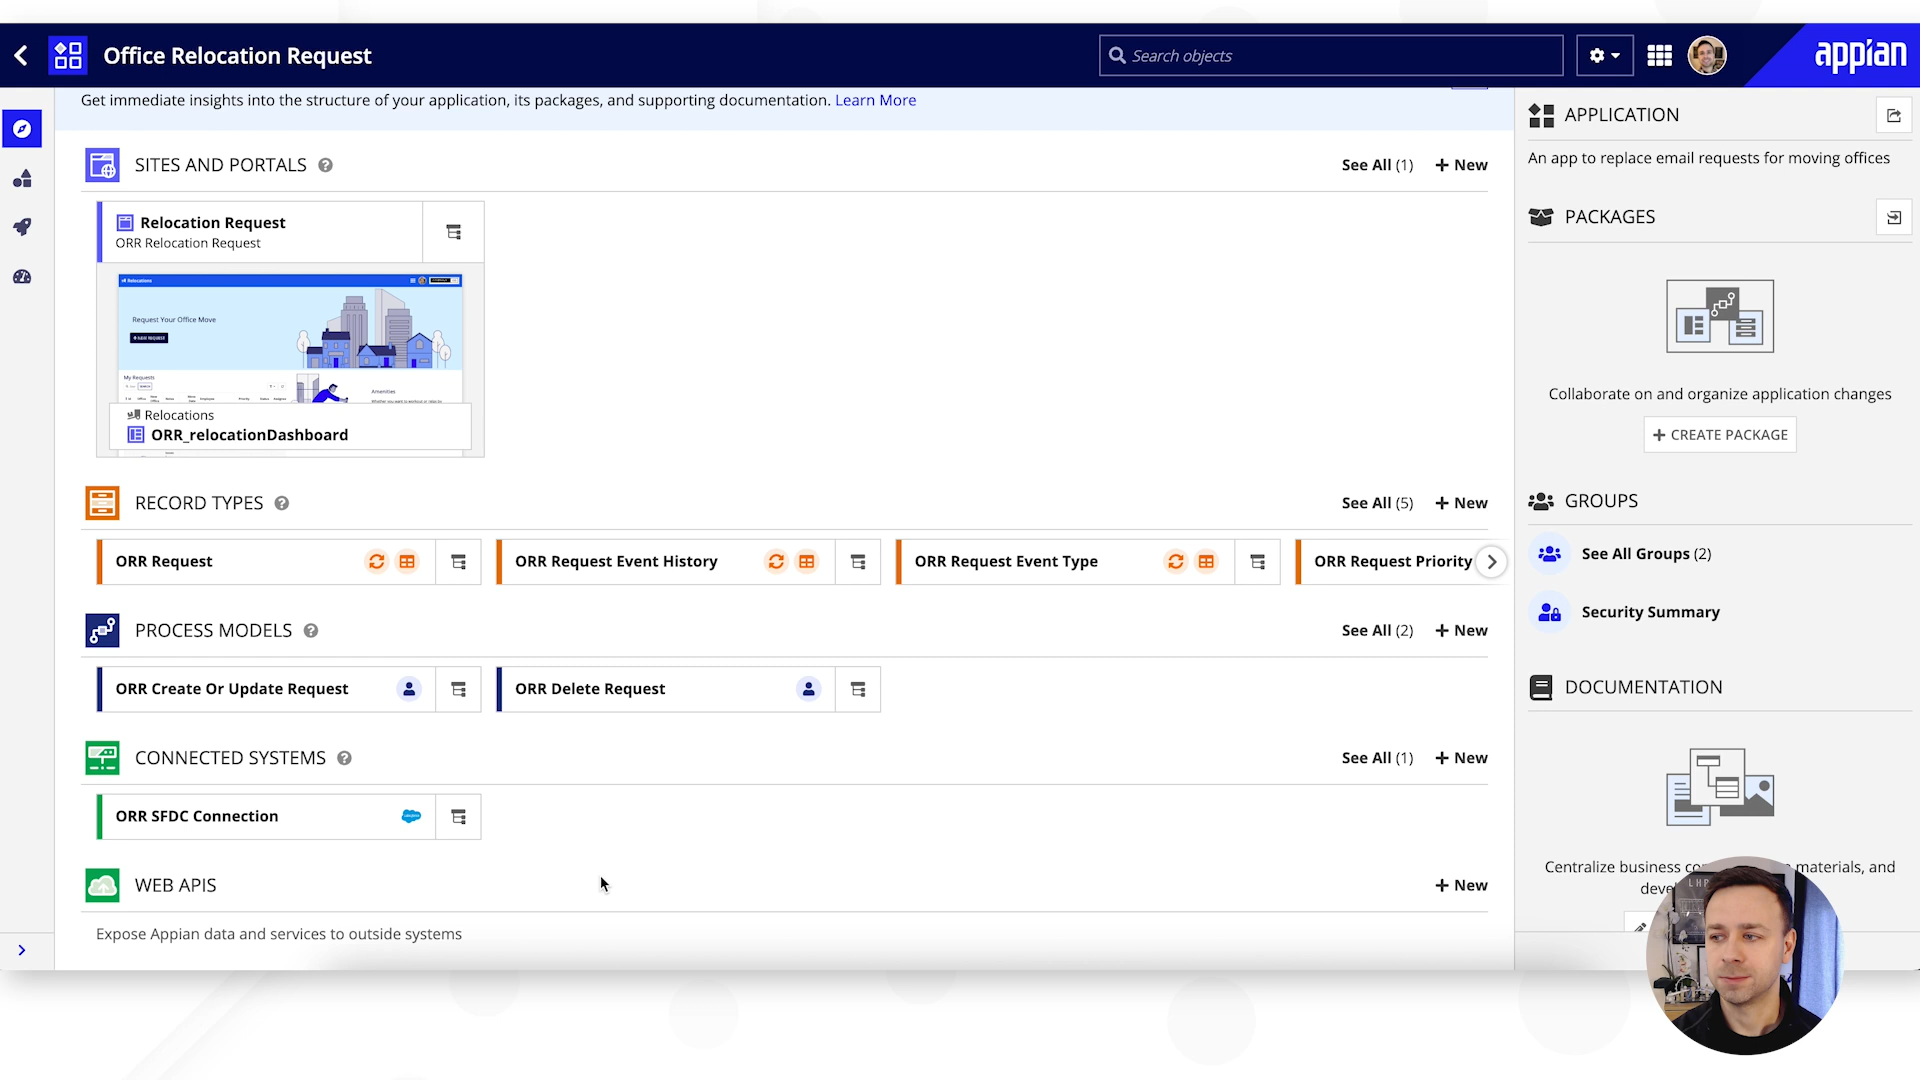 Office Relocation Request
Search objects
appian
Get immediate insights into the structure of your application, its packages, and supporting documentation. Learn More
SITES AND PORTALS
See All (1)
New
Relocation Request
ORR Relocation Request
Relocations
Request Your Office Move
NEW REQUEST
My Requests
Amenities
Relocations
ORR_relocationDashboard
RECORD TYPES
See All (5)
New
ORR Request
ORR Request Event History
ORR Request Event Type
ORR Request Priority
PROCESS MODELS
See All (2)
New
ORR Create Or Update Request
ORR Delete Request
CONNECTED SYSTEMS
See All (1)
New
ORR SFDC Connection
WEB APIS
New
Expose Appian data and services to outside systems
APPLICATION
An app to replace email requests for moving offices
PACKAGES
Collaborate on and organize application changes
CREATE PACKAGE
GROUPS
See All Groups (2)
Security Summary
DOCUMENTATION
Centralize business materials, and